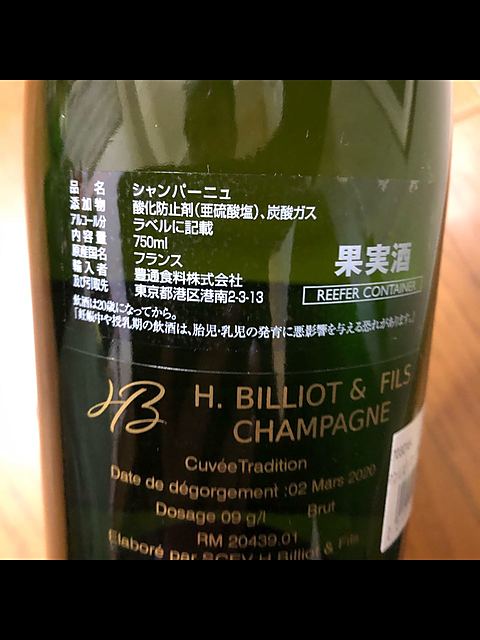 品名 シャンパーニュ
添加物 酸化防止剤(亜硫酸塩)、炭酸ガス
アルコール分 ラベルに記載
内容量 750ml
原産国名 フランス
輸入者 豊通食料株式会社
及び引取先 東京都港区港南2-3-13
飲酒は20歳になってから。
「妊娠中や授乳期の飲酒は、胎児・乳児の発育に悪影響を与える恐れがあります。」
果実酒
REEFER CONTAINER
HB
H. BILLIOT & FILS
CHAMPAGNE
CuvéeTradition
Date de dégorgement :02 Mars 2020
Dosage 09 g/l Brut
RM 20439.01
Elaboré par SCEV H.Billiot & Fils